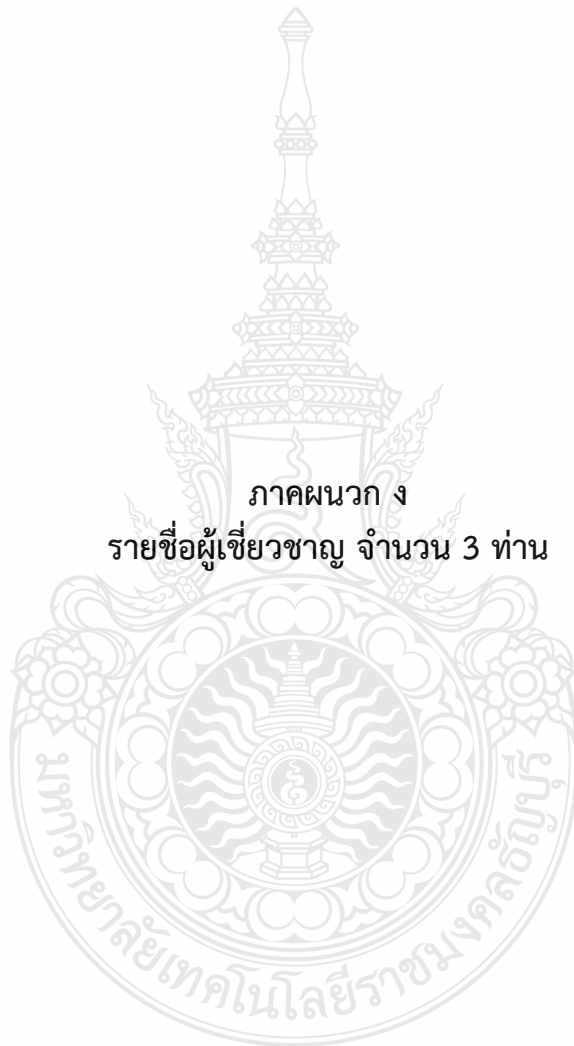 ภาคผนวก ง
รายชื่อผู้เชี่ยวชาญ จำนวน 3 ท่าน
มหาวิทยาลัยเทคโนโลยีราชมงคลธัญบุรี